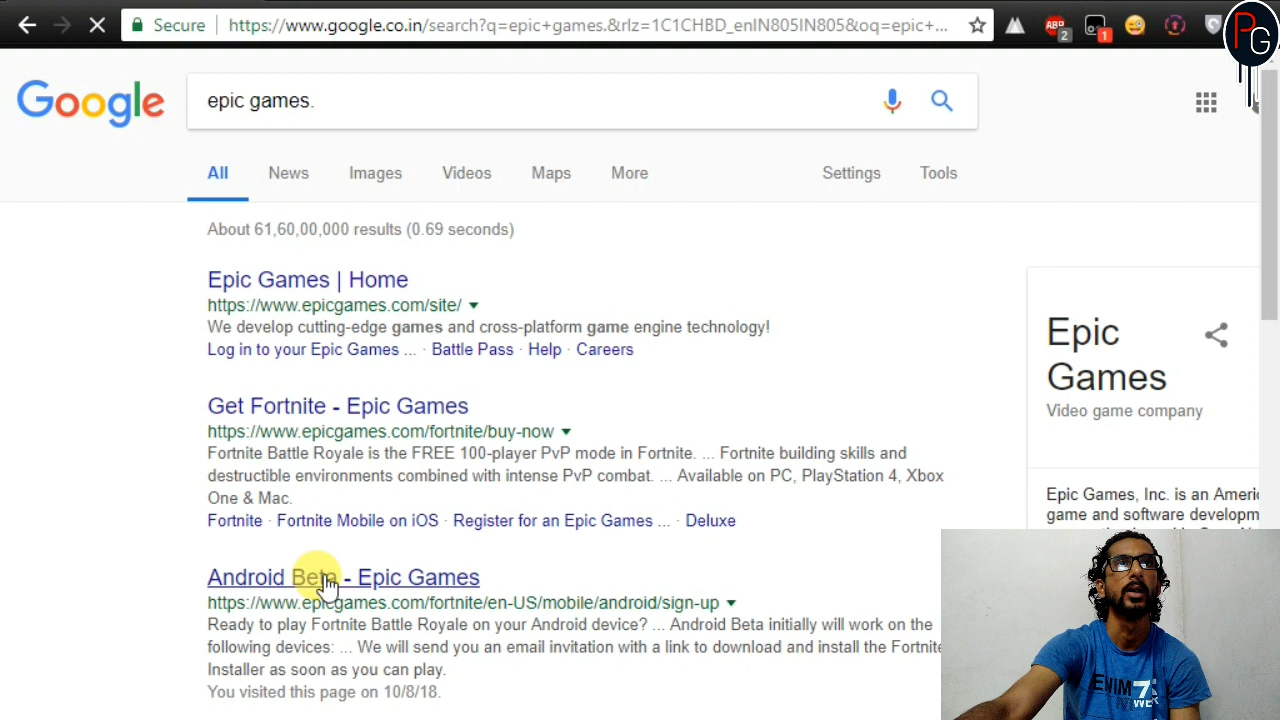 Secure
https://www.google.co.in/search?q=epic+games.&rlz=1C1CHBD_enIN805IN805&oq=epic+...
2
1
PG
Google
epic games.
All News Images Videos Maps More Settings Tools
About 61,60,00,000 results (0.69 seconds)
Epic Games | Home
https://www.epicgames.com/site/
We develop cutting-edge games and cross-platform game engine technology!
Log in to your Epic Games ... · Battle Pass · Help · Careers
Get Fortnite - Epic Games
https://www.epicgames.com/fortnite/buy-now
Fortnite Battle Royale is the FREE 100-player PvP mode in Fortnite. ... Fortnite building skills and
destructible environments combined with intense PvP combat. ... Available on PC, PlayStation 4, Xbox
One & Mac.
Fortnite · Fortnite Mobile on iOS · Register for an Epic Games ... · Deluxe
Android Beta - Epic Games
https://www.epicgames.com/fortnite/en-US/mobile/android/sign-up
Ready to play Fortnite Battle Royale on your Android device? ... Android Beta initially will work on the
following devices: ... We will send you an email invitation with a link to download and install the Fortnite
Installer as soon as you can play.
You visited this page on 10/8/18.
Epic
Games
Video game company
Epic Games, Inc. is an Ameri
game and software developm